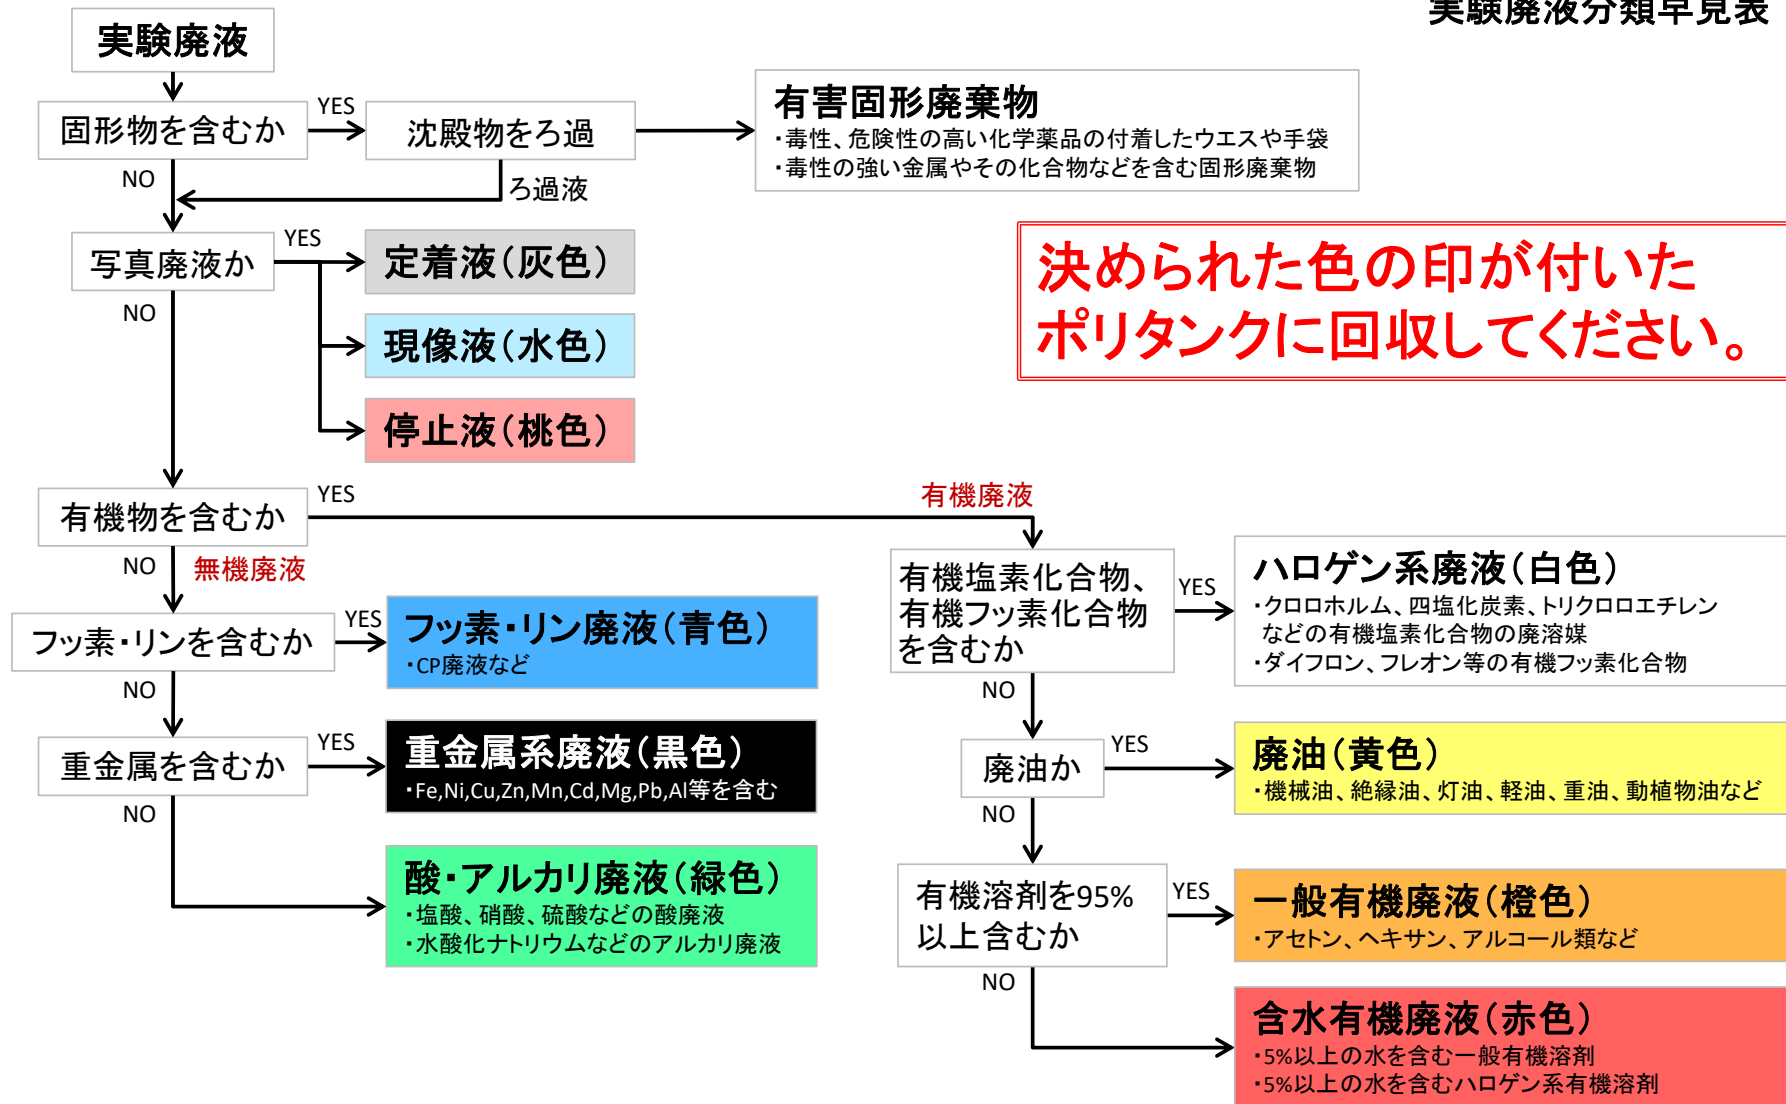 実験廃液分類早見表
実験廃液
固形物を含むか
YES
沈殿物をろ過
有害固形廃棄物
・毒性、危険性の高い化学薬品の付着したウエスや手袋
・毒性の強い金属やその化合物などを含む固形廃棄物
NO
ろ過液
写真廃液か
YES
定着液(灰色)
現像液(水色)
停止液(桃色)
NO
決められた色の印が付いた
ポリタンクに回収してください。
有機物を含むか
YES
有機廃液
NO
無機廃液
フッ素・リンを含むか
YES
フッ素・リン廃液(青色)
・CP廃液など
NO
重金属を含むか
YES
重金属系廃液(黒色)
・Fe,Ni,Cu,Zn,Mn,Cd,Mg,Pb,Al等を含む
NO
酸・アルカリ廃液(緑色)
・塩酸、硝酸、硫酸などの酸廃液
・水酸化ナトリウムなどのアルカリ廃液
有機塩素化合物、
有機フッ素化合物
を含むか
YES
ハロゲン系廃液(白色)
・クロロホルム、四塩化炭素、トリクロロエチレン
などの有機塩素化合物の廃溶媒
・ダイフロン、フレオン等の有機フッ素化合物
NO
廃油か
YES
廃油(黄色)
・機械油、絶縁油、灯油、軽油、重油、動植物油など
NO
有機溶剤を95%
以上含むか
YES
一般有機廃液(橙色)
・アセトン、ヘキサン、アルコール類など
NO
含水有機廃液(赤色)
・5%以上の水を含む一般有機溶剤
・5%以上の水を含むハロゲン系有機溶剤